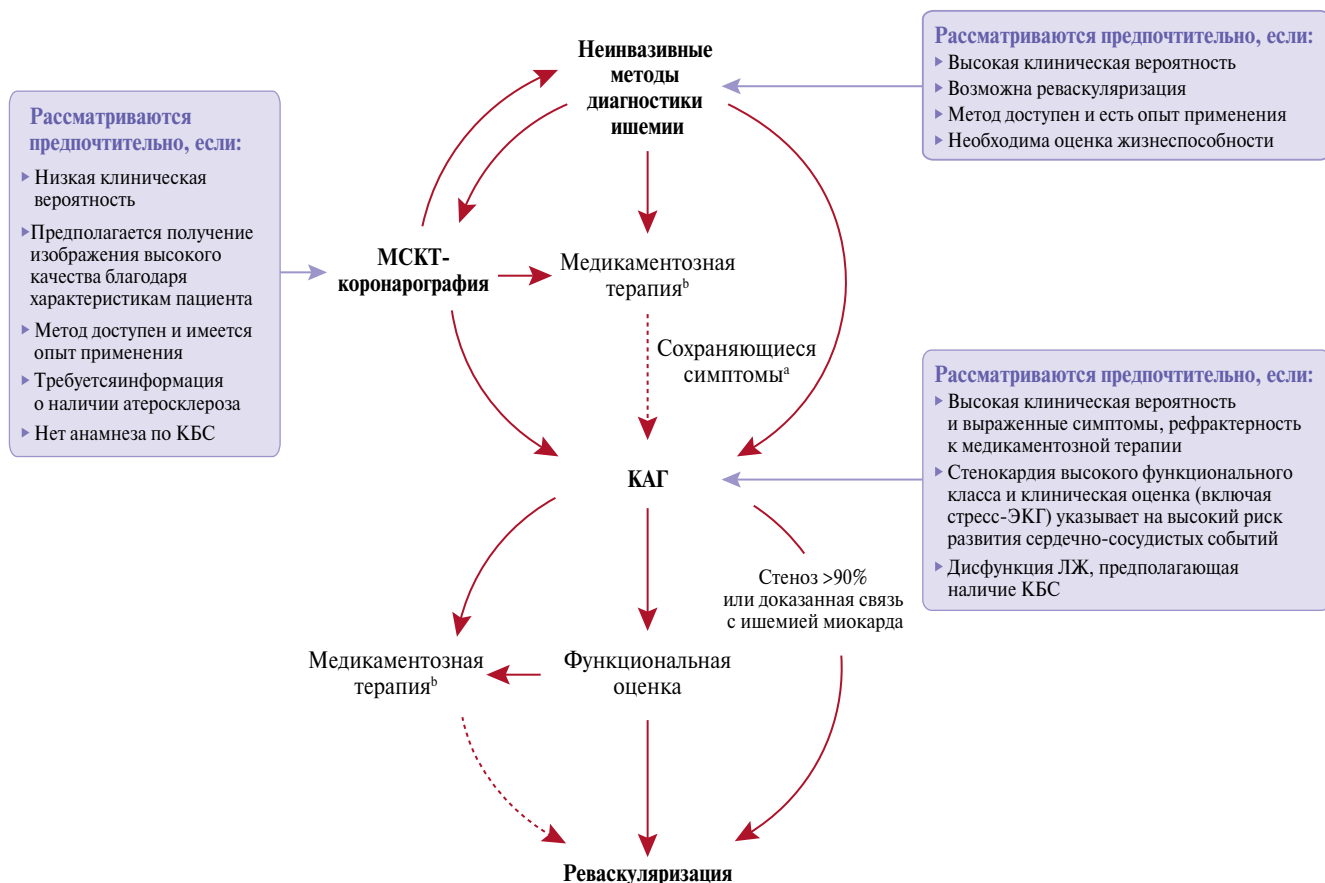 Неинвазивные
методы
диагностики
ишемии
Рассматриваются предпочтительно, если:
▸ Высокая клиническая вероятность
▸ Возможна реваскуляризация
▸ Метод доступен и есть опыт применения
▸ Необходима оценка жизнеспособности
Рассматриваются
предпочтительно, если:
▸ Низкая клиническая
вероятность
▸Предполагается получение
изображения высокого
качества благодаря
характеристикам пациента
▸ Метод доступен и имеется
опыт применения
▸ Требуетсяинформация
о наличии атеросклероза
▸ Нет анамнеза по КБС
МСКТ-
коронарография
Медикаментозная
терапияᵇ
Сохраняющиеся
симптомыᵃ
Рассматриваются предпочтительно, если:
▸ Высокая клиническая вероятность
и выраженные симптомы, рефрактерность
к медикаментозной терапии
▸ Стенокардия высокого функционального
класса и клиническая оценка (включая
стресс-ЭКГ) указывает на высокий риск
развития сердечно-сосудистых событий
▸ Дисфункция ЛЖ, предполагающая
наличие КБС
КАГ
Стеноз >90%
или доказанная связь
с ишемией миокарда
Медикаментозная
терапияᵇ
Функциональная
оценка
Реваскуляризация